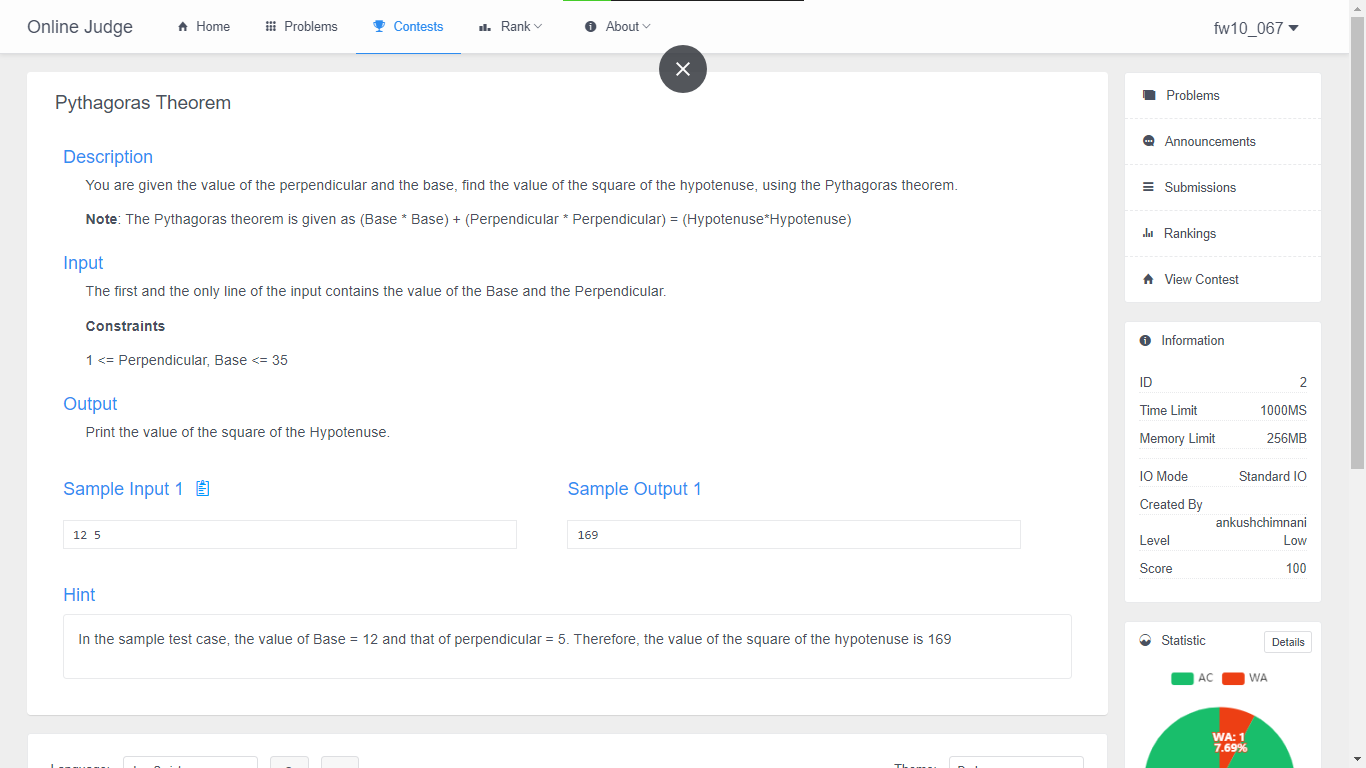 Online Judge
Home
Problems
Contests
Rank
About
fw10_067
Pythagoras Theorem
Description
You are given the value of the perpendicular and the base, find the value of the square of the hypotenuse, using the Pythagoras theorem.
Note: The Pythagoras theorem is given as (Base * Base) + (Perpendicular * Perpendicular) = (Hypotenuse*Hypotenuse)
Input
The first and the only line of the input contains the value of the Base and the Perpendicular.
Constraints
1 <= Perpendicular, Base <= 35
Output
Print the value of the square of the Hypotenuse.
Sample Input 1
Sample Output 1
12 5
169
Hint
In the sample test case, the value of Base = 12 and that of perpendicular = 5. Therefore, the value of the square of the hypotenuse is 169
Problems
Announcements
Submissions
Rankings
View Contest
Information
ID 2
Time Limit 1000MS
Memory Limit 256MB
IO Mode Standard IO
Created By
ankushchimnani
Level Low
Score 100
Statistic
Details
AC WA
WA: 1
7.69%